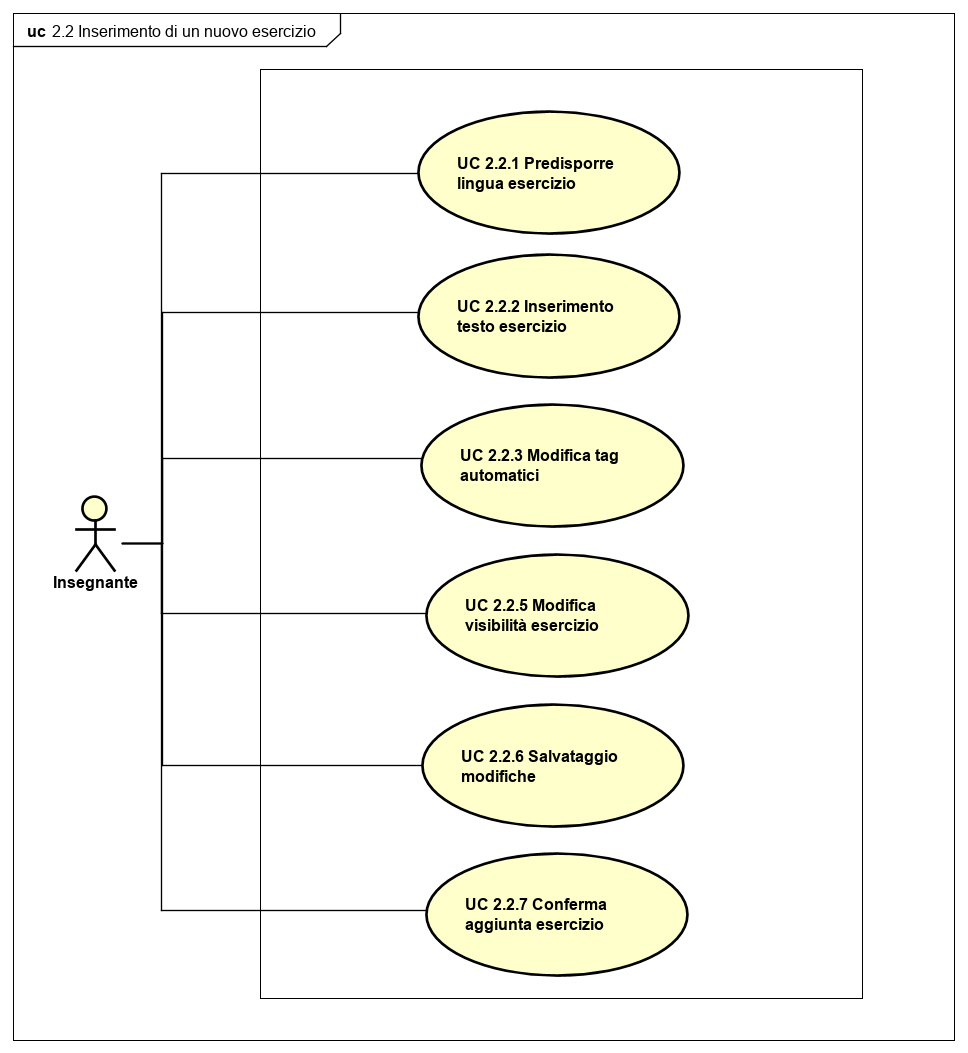 uc 2.2 Inserimento di un nuovo esercizio
UC 2.2.1 Predisporre
lingua esercizio
UC 2.2.2 Inserimento
testo esercizio
UC 2.2.3 Modifica tag
automatici
Insegnante
UC 2.2.5 Modifica
visibilità esercizio
UC 2.2.6 Salvataggio
modifiche
UC 2.2.7 Conferma
aggiunta esercizio